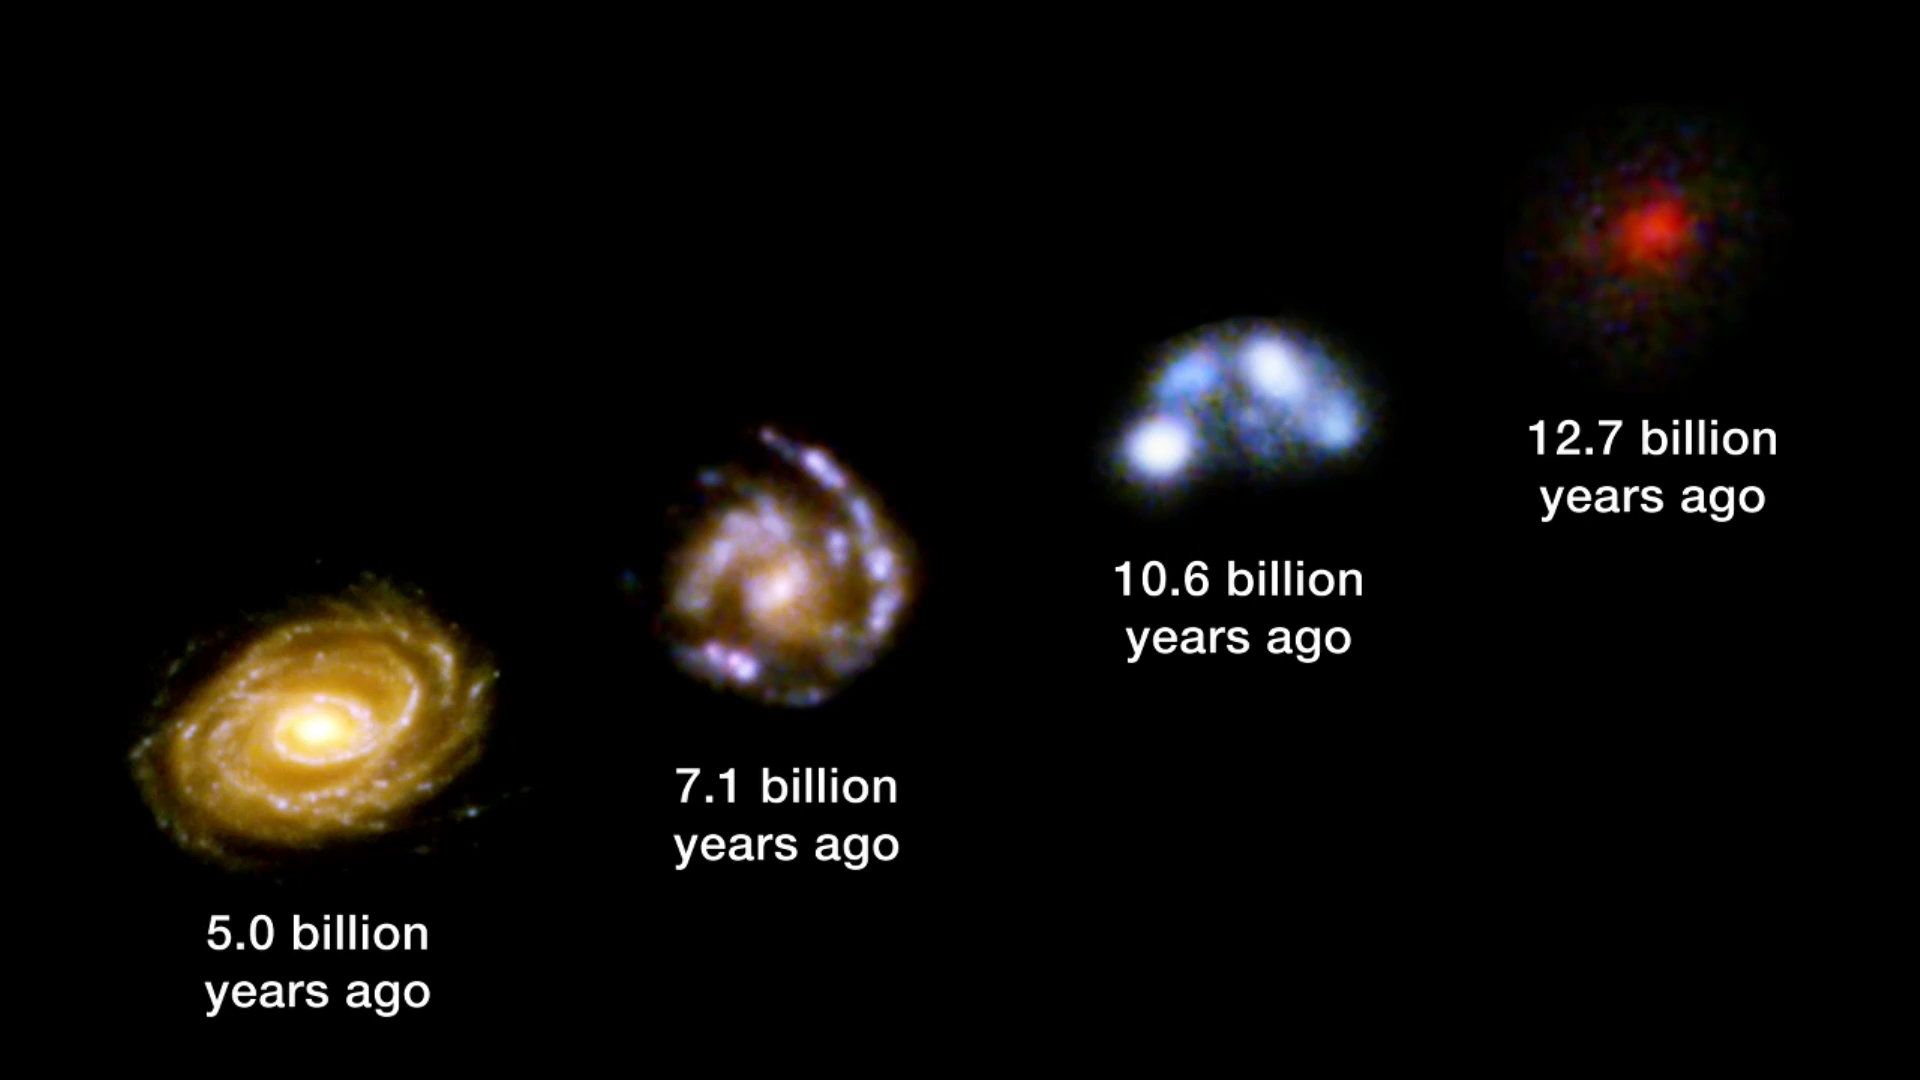 5.0 billion
years ago
7.1 billion
years ago
10.6 billion
years ago
12.7 billion
years ago